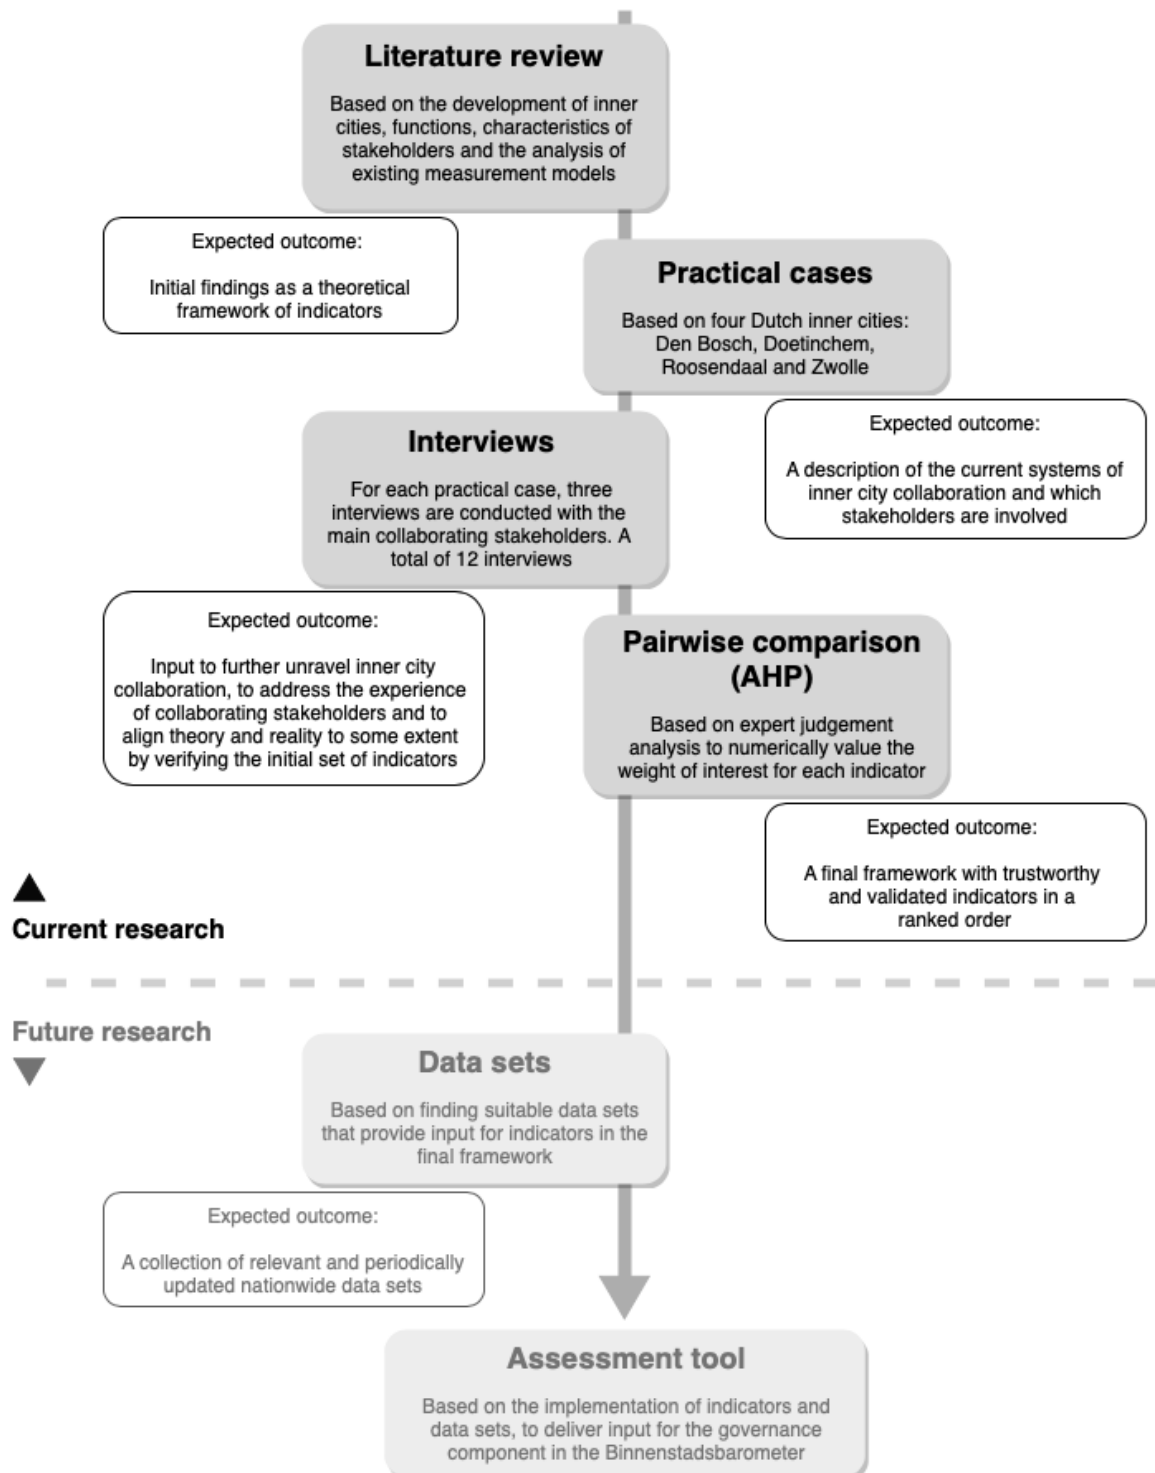 Literature review
Based on the development of inner
cities, functions, characteristics of
stakeholders and the analysis of
existing measurement models
Expected outcome:
Initial findings as a theoretical
framework of indicators
Practical cases
Based on four Dutch inner cities:
Den Bosch, Doetinchem,
Roosendaal and Zwolle
Expected outcome:
A description of the current systems of
inner city collaboration and which
stakeholders are involved
Interviews
For each practical case, three
interviews are conducted with the
main collaborating stakeholders. A
total of 12 interviews
Expected outcome:
Input to further unravel inner city
collaboration, to address the experience
of collaborating stakeholders and to
align theory and reality to some extent
by verifying the initial set of indicators
Pairwise comparison
(AHP)
Based on expert judgement
analysis to numerically value the
weight of interest for each indicator
Expected outcome:
A final framework with trustworthy
and validated indicators in a
ranked order
Current research
Future research
Data sets
Based on finding suitable data sets
that provide input for indicators in the
final framework
Expected outcome:
A collection of relevant and periodically
updated nationwide data sets
Assessment tool
Based on the implementation of indicators and
data sets, to deliver input for the governance
component in the Binnenstadsbarometer